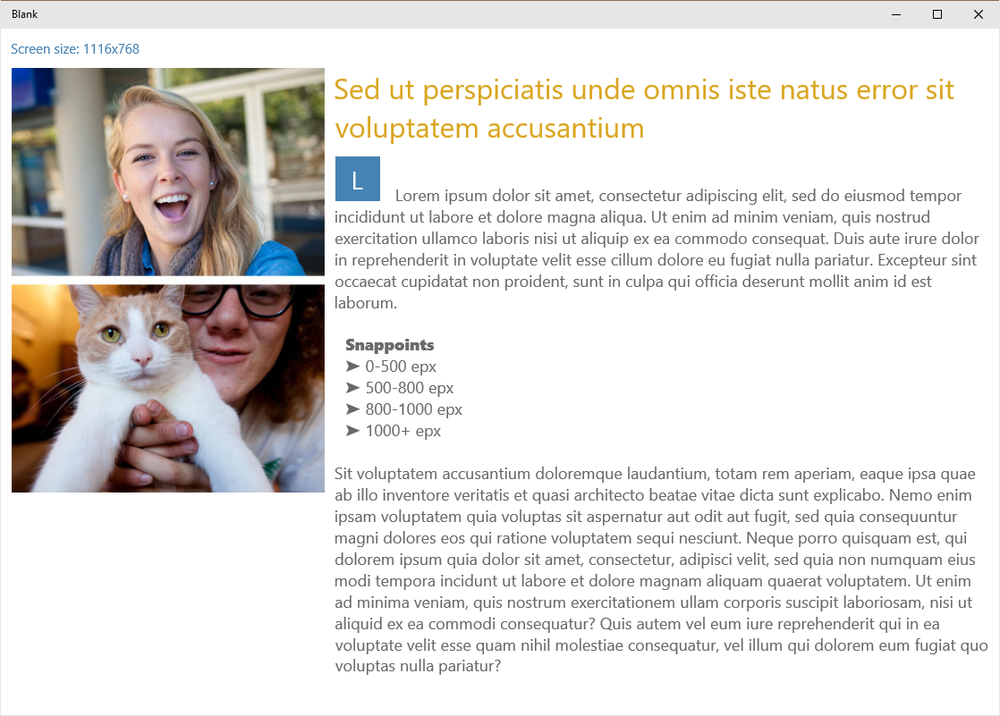 Blank
Screen size: 1116x768
Sed ut perspiciatis unde omnis iste natus error sit
voluptatem accusantium
L Lorem ipsum dolor sit amet, consectetur adipiscing elit, sed do eiusmod tempor
incididunt ut labore et dolore magna aliqua. Ut enim ad minim veniam, quis nostrud
exercitation ullamco laboris nisi ut aliquip ex ea commodo consequat. Duis aute irure dolor
in reprehenderit in voluptate velit esse cillum dolore eu fugiat nulla pariatur. Excepteur sint
occaecat cupidatat non proident, sunt in culpa qui officia deserunt mollit anim id est
laborum.
Snappoints
➤ 0-500 epx
➤ 500-800 epx
➤ 800-1000 epx
➤ 1000+ epx
Sit voluptatem accusantium doloremque laudantium, totam rem aperiam, eaque ipsa quae
ab illo inventore veritatis et quasi architecto beatae vitae dicta sunt explicabo. Nemo enim
ipsam voluptatem quia voluptas sit aspernatur aut odit aut fugit, sed quia consequuntur
magni dolores eos qui ratione voluptatem sequi nesciunt. Neque porro quisquam est, qui
dolorem ipsum quia dolor sit amet, consectetur, adipisci velit, sed quia non numquam eius
modi tempora incidunt ut labore et dolore magnam aliquam quaerat voluptatem. Ut enim
ad minima veniam, quis nostrum exercitationem ullam corporis suscipit laboriosam, nisi ut
aliquid ex ea commodi consequatur? Quis autem vel eum iure reprehenderit qui in ea
voluptate velit esse quam nihil molestiae consequatur, vel illum qui dolorem eum fugiat quo
voluptas nulla pariatur?